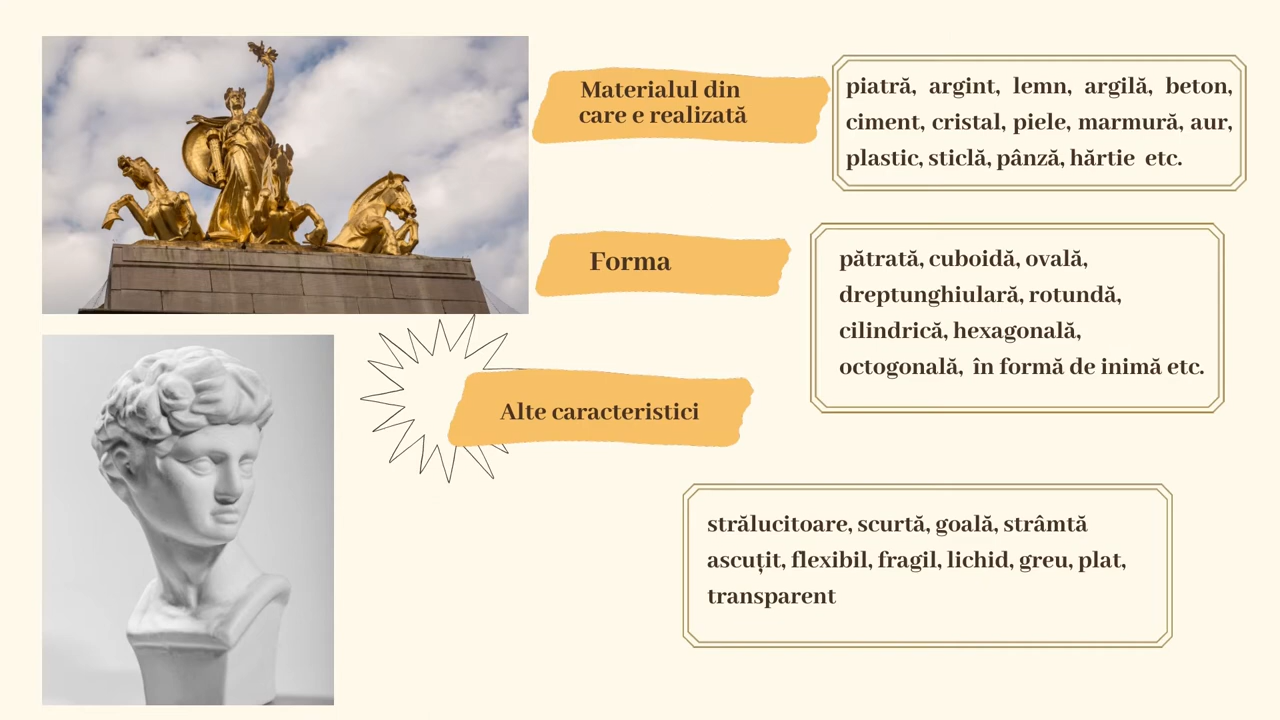 Materialul din
care e realizată
piatră, argint, lemn, argilă, beton,
ciment, cristal, piele, marmură, aur,
plastic, sticlă, pânză, hărtie etc.
Forma
pătrată, cuboidă, ovală,
dreptunghiulară, rotundă,
cilindrică, hexagonală,
octogonală, în formă de inimă etc.
Alte caracteristici
strălucitoare, scurtă, goală, strâmtă
ascuțit, flexibil, fragil, lichid, greu, plat,
transparent